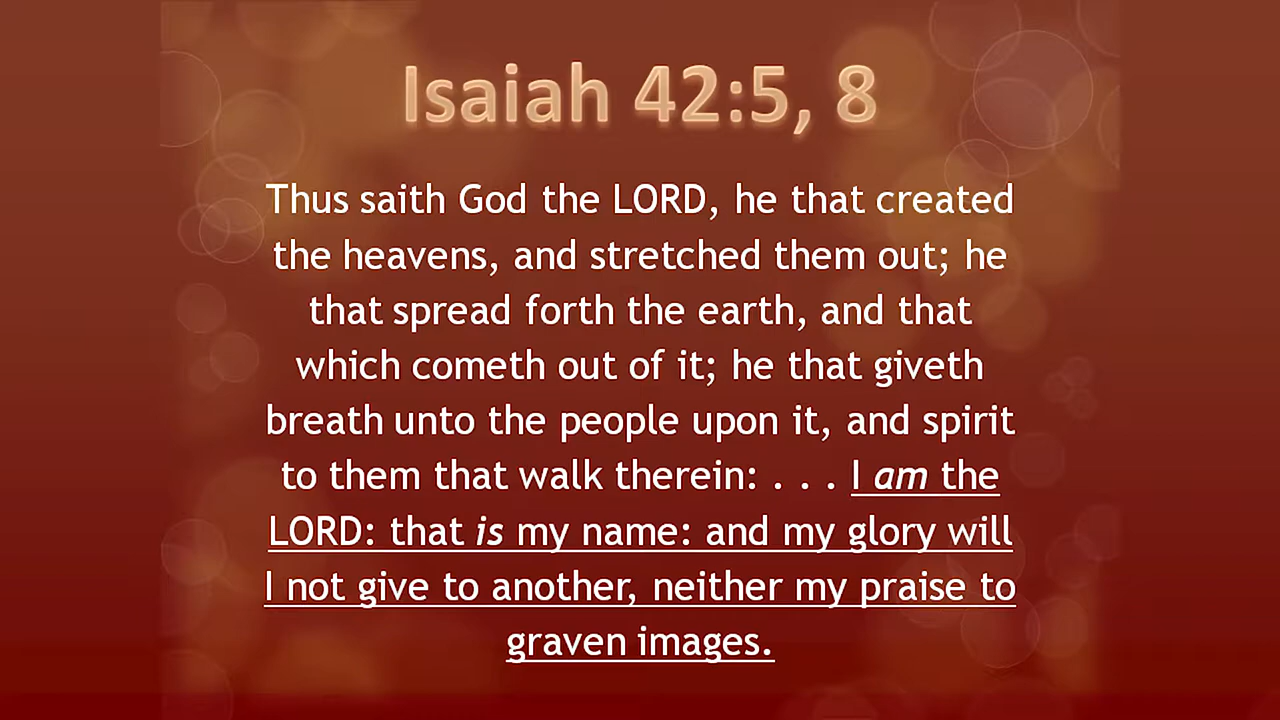 Isaiah 42:5, 8
Thus saith God the LORD, he that created
the heavens, and stretched them out; he
that spread forth the earth, and that
which cometh out of it; he that giveth
breath unto the people upon it, and spirit
to them that walk therein: . . . I am the
LORD: that is my name: and my glory will
I not give to another, neither my praise to
graven images.